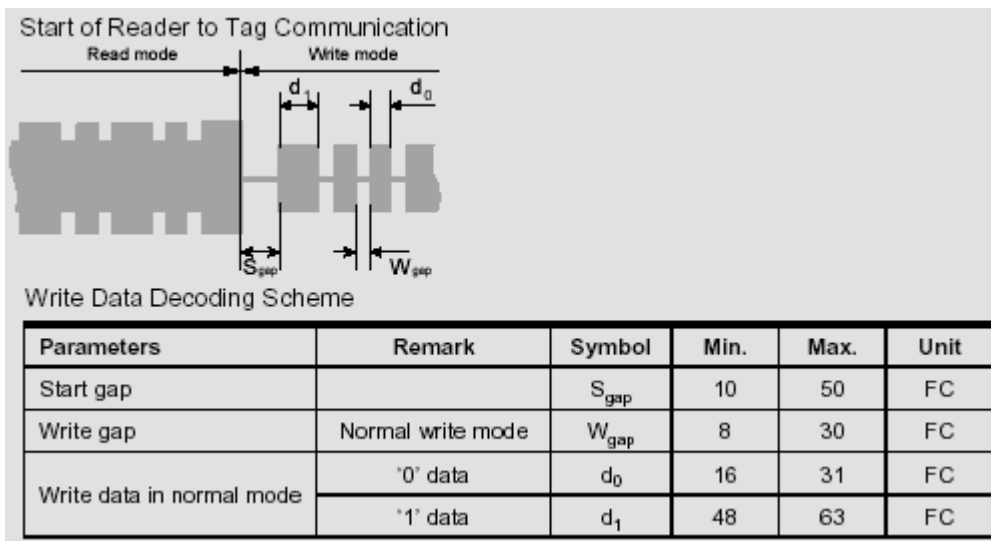 Start of Reader to Tag Communication
Read mode Write mode
d1 d0
Sgap Wgap
Write Data Decoding Scheme
Parameters Remark Symbol Min. Max. Unit
Start gap Sgap 10 50 FC
Write gap Normal write mode Wgap 8 30 FC
Write data in normal mode '0' data d0 16 31 FC
'1' data d1 48 63 FC